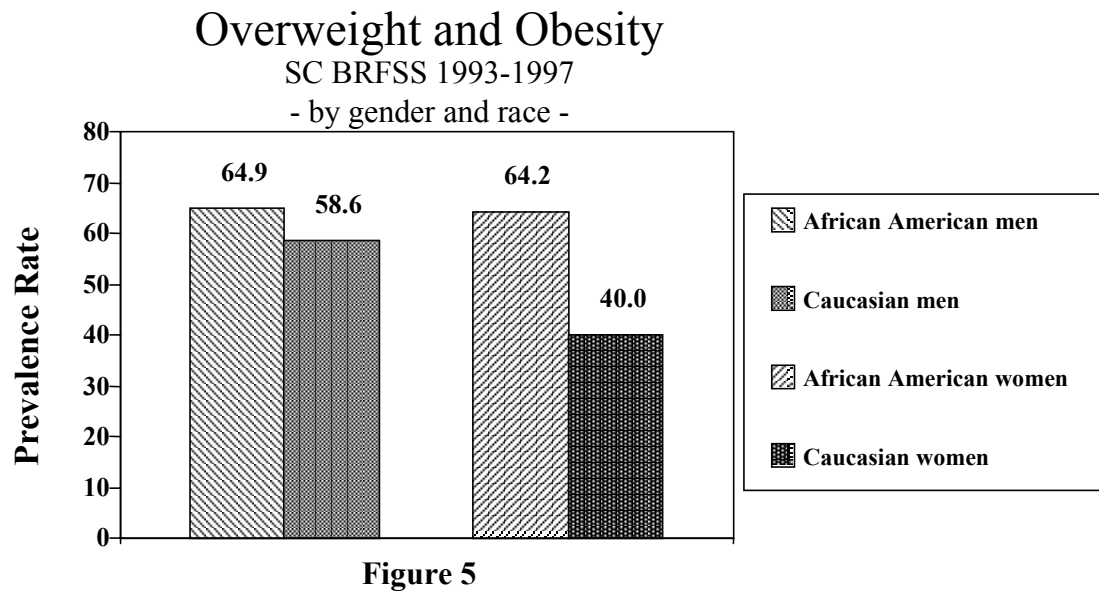 Overweight and Obesity
SC BRFSS 1993-1997
- by gender and race -
Prevalence Rate
80
70
60
50
40
30
20
10
0
64.9
58.6
64.2
40.0
African American men
Caucasian men
African American women
Caucasian women
Figure 5